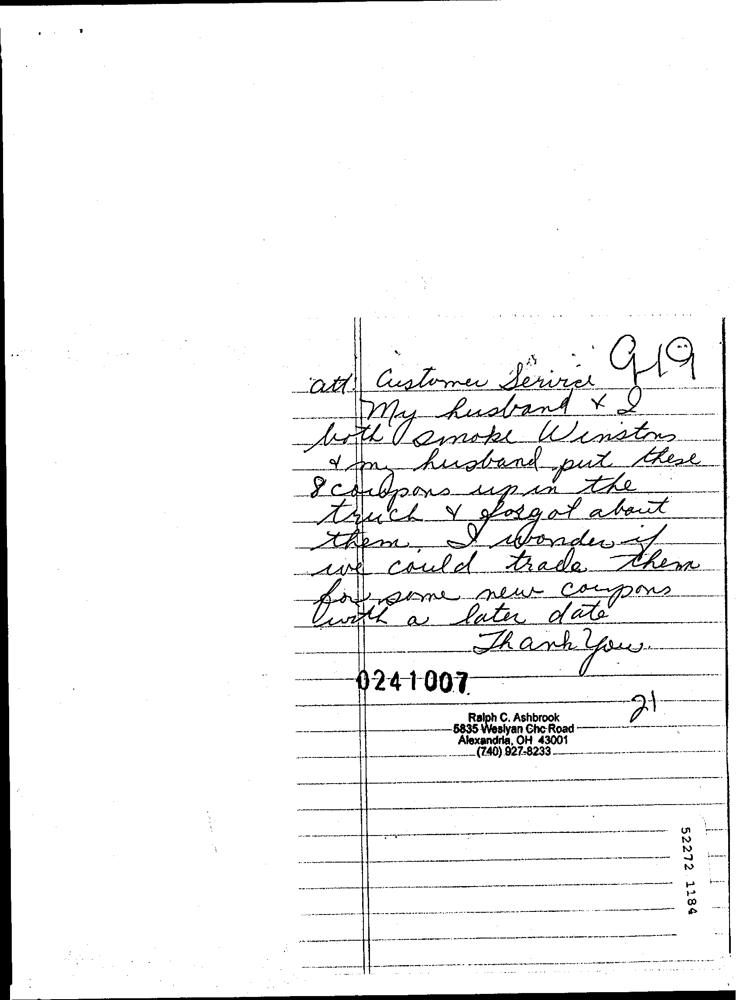 919
att: Customer Service
My husband & I
both smoke Winstons
& my husband put these
8 coupons up in the
truck & forgot about
them. I wonder if
we could trade them
for some new coupons
with a later date
Thank You.
0241007
21
Ralph C. Ashbrook
5835 Weslyan Chc Road
Alexandria, OH 43001
(740) 927-8233
52272 1184